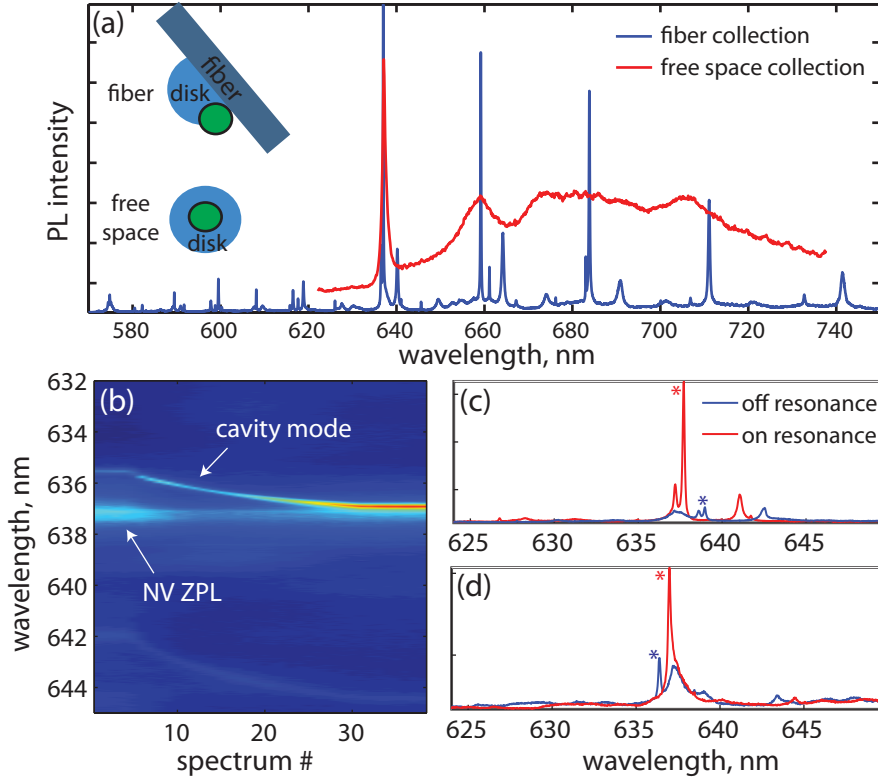 (a)
PL intensity
fiber
disk
fiber
free
space
disk
fiber collection
free space collection
580 600 620 640 660 680 700 720 740
wavelength, nm
(b)
wavelength, nm
632
634
636
637
640
642
644
cavity mode
NV ZPL
10 20 30
spectrum #
(c)
*
*
off resonance
on resonance
625 630 635 640 645
(d)
*
*
625 630 635 640 645
wavelength, nm